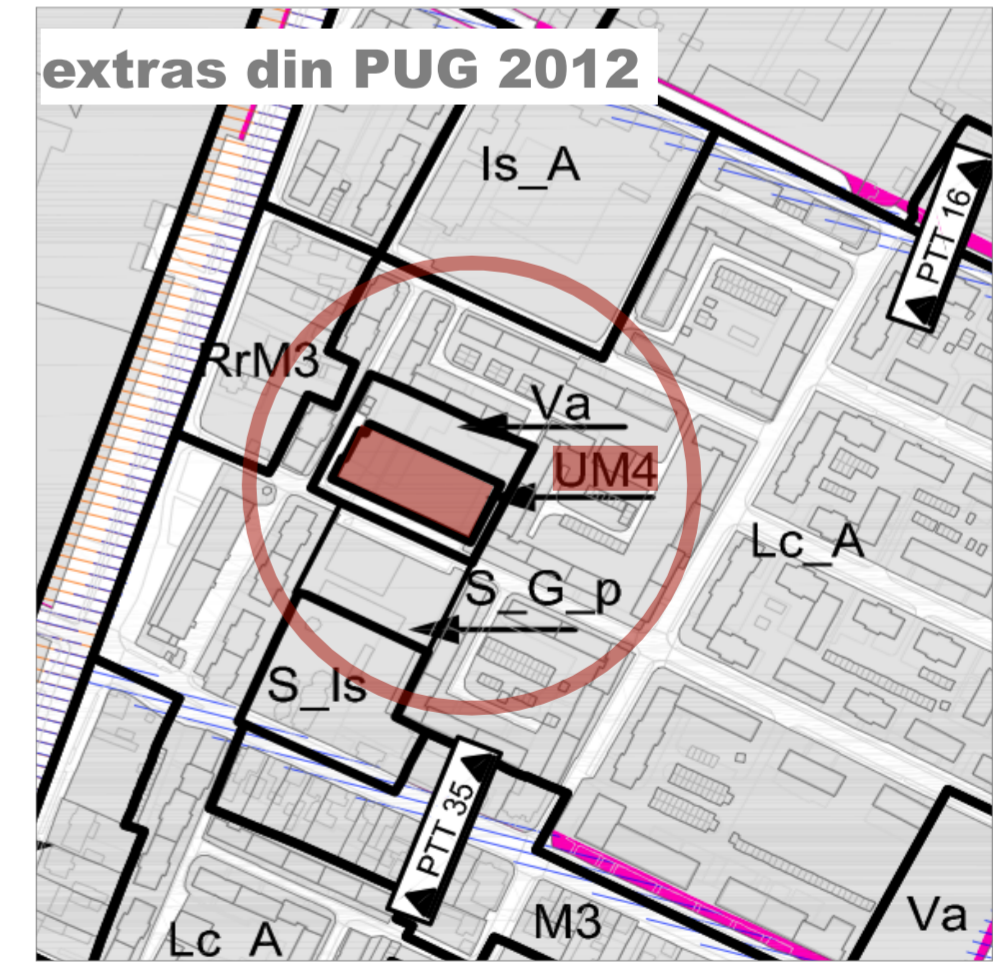 extras din PUG 2012
Is_A
PTT 16
RrM3
Va
UM4
Lc_A
S_G_p
S_Is
PTT 35
M3
Va
Lc_A